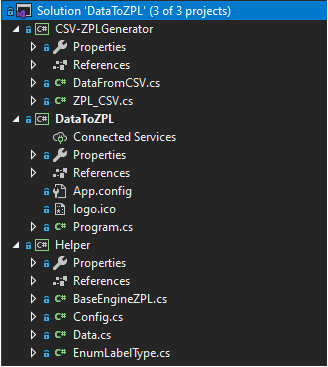 Solution 'DataToZPL' (3 of 3 projects)
C# CSV-ZPLGenerator
Properties
References
C# DataFromCSV.cs
C# ZPL_CSV.cs
C# DataToZPL
Connected Services
Properties
References
App.config
logo.ico
C# Program.cs
C# Helper
Properties
References
C# BaseEngineZPL.cs
C# Config.cs
C# Data.cs
C# EnumLabelType.cs